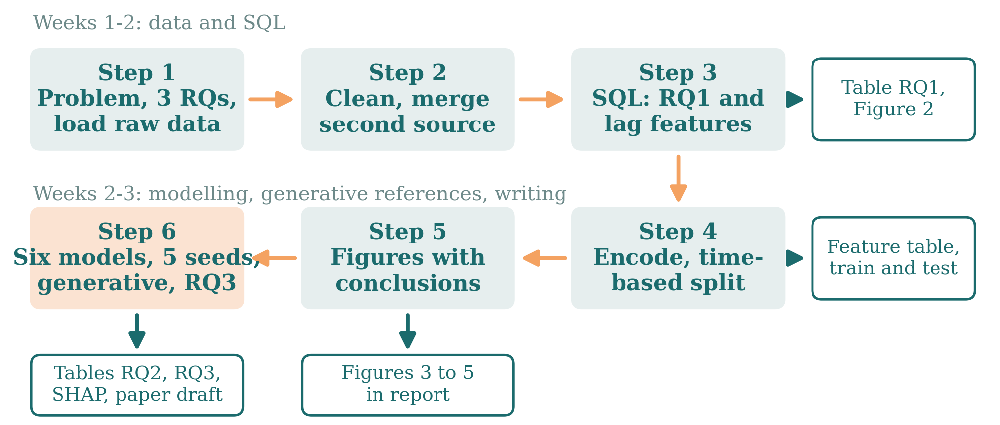 Weeks 1-2: data and SQL
Step 1
Problem, 3 RQs,
load raw data
Step 2
Clean, merge
second source
Step 3
SQL: RQ1 and
lag features
Table RQ1,
Figure 2
Weeks 2-3: modelling, generative references, writing
Step 6
Six models, 5 seeds,
generative, RQ3
Step 5
Figures with
conclusions
Step 4
Encode, time-
based split
Feature table,
train and test
Tables RQ2, RQ3,
SHAP, paper draft
Figures 3 to 5
in report